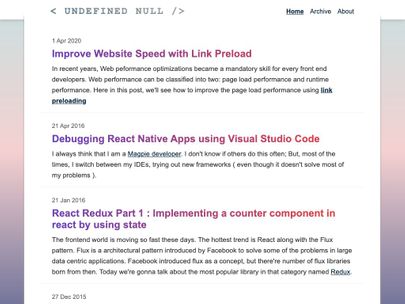 < UNDEFINED NULL />
Home Archive About
1 Apr 2020
Improve Website Speed with Link Preload
In recent years, Web peformance optimizations became a mandatory skill for every front end
developers. Web performance can be classified into two: page load performance and runtime
performance. Here in this post, we'll see how to improve the page load performance using link
preloading
21 Apr 2016
Debugging React Native Apps using Visual Studio Code
I always think that I am a Magpie developer. I don't know if others do this often; But, most of the
times, I switch between my IDEs, trying out new frameworks ( even though it doesn't solve most of
my problems ).
21 Jan 2016
React Redux Part 1 : Implementing a counter component in
react by using state
The frontend world is moving so fast these days. The hottest trend is React along with the Flux
pattern. Flux is a architectural pattern introduced by Facebook to solve some of the problems in large
data centric applications. Facebook introduced flux as a concept, but there're number of flux libraries
born from then. Today we're gonna talk about the most popular library in that category named Redux.
27 Dec 2015